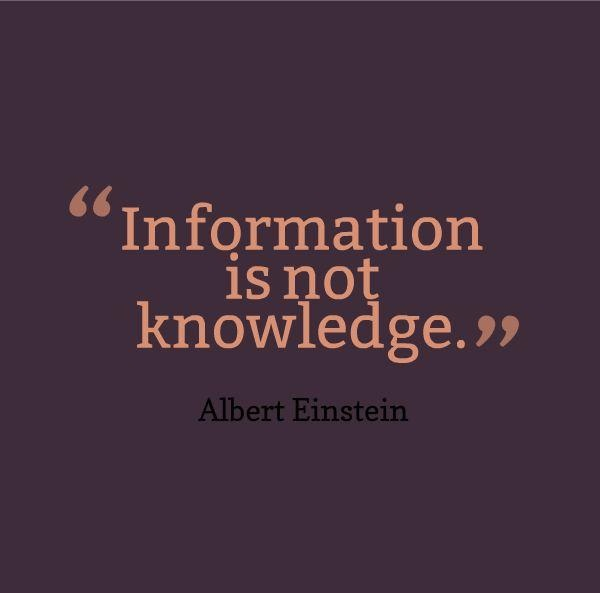 “Information
is not
knowledge.”
Albert Einstein